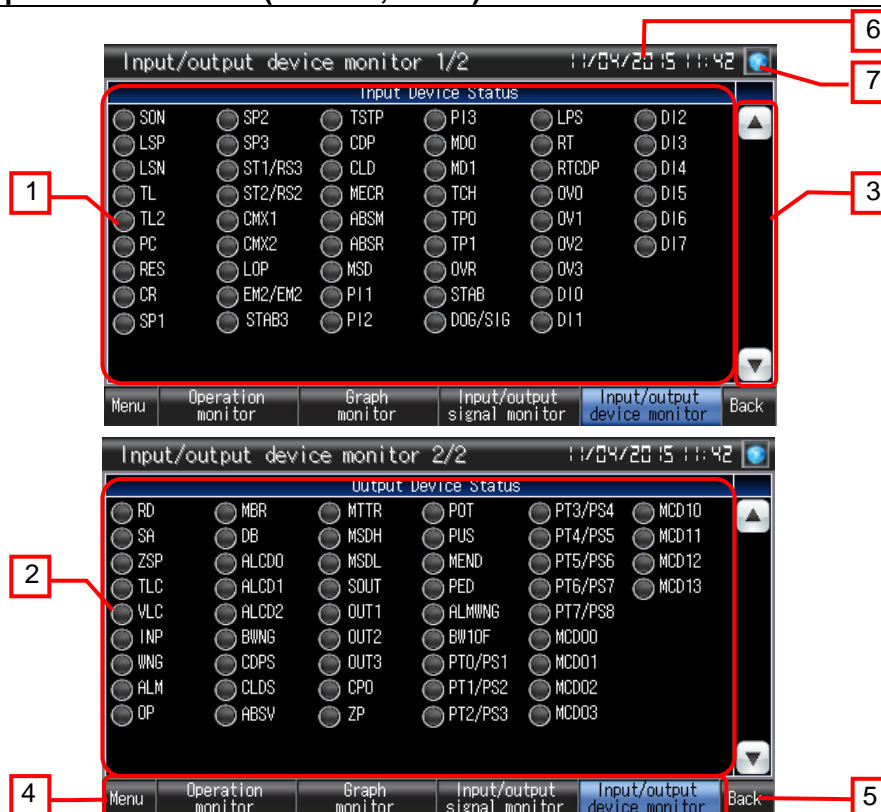 6
Input/output device monitor 1/2 11/04/2015 11:42
7
Input Device Status
SON SP2 TSTP PI3 LPS DI2
LSP SP3 CDP MD0 RT DI3
LSN ST1/RS3 CLD MD1 RTCDP DI4
1 TL ST2/RS2 MECR TCH OV0 DI5 3
TL2 CMX1 ABSM TP0 OV1 DI6
PC CMX2 ABSR TP1 OV2 DI7
RES LOP MSD OVR OV3
CR EM2/EM2 PI1 STAB DI0
SP1 STAB3 PI2 DOG/SIG DI1
Menu Operation monitor Graph monitor Input/output signal monitor Input/output device monitor Back
Input/output device monitor 2/2 11/04/2015 11:42
Output Device Status
RD MBR MTTR POT PT3/PS4 MCD10
SA DB MSDH PUS PT4/PS5 MCD11
2 ZSP ALCD0 MSDL MEND PT5/PS6 MCD12
TLC ALCD1 SOUT PED PT6/PS7 MCD13
VLC ALCD2 OUT1 ALMWNG PT7/PS8
INP BWNG OUT2 BW10F MCD00
WNG CDPS OUT3 PT0/PS1 MCD01
ALM CLDS CPO PT1/PS2 MCD02
OP ABSV ZP PT2/PS3 MCD03
4 Menu Operation monitor Graph monitor Input/output signal monitor Input/output device monitor Back 5